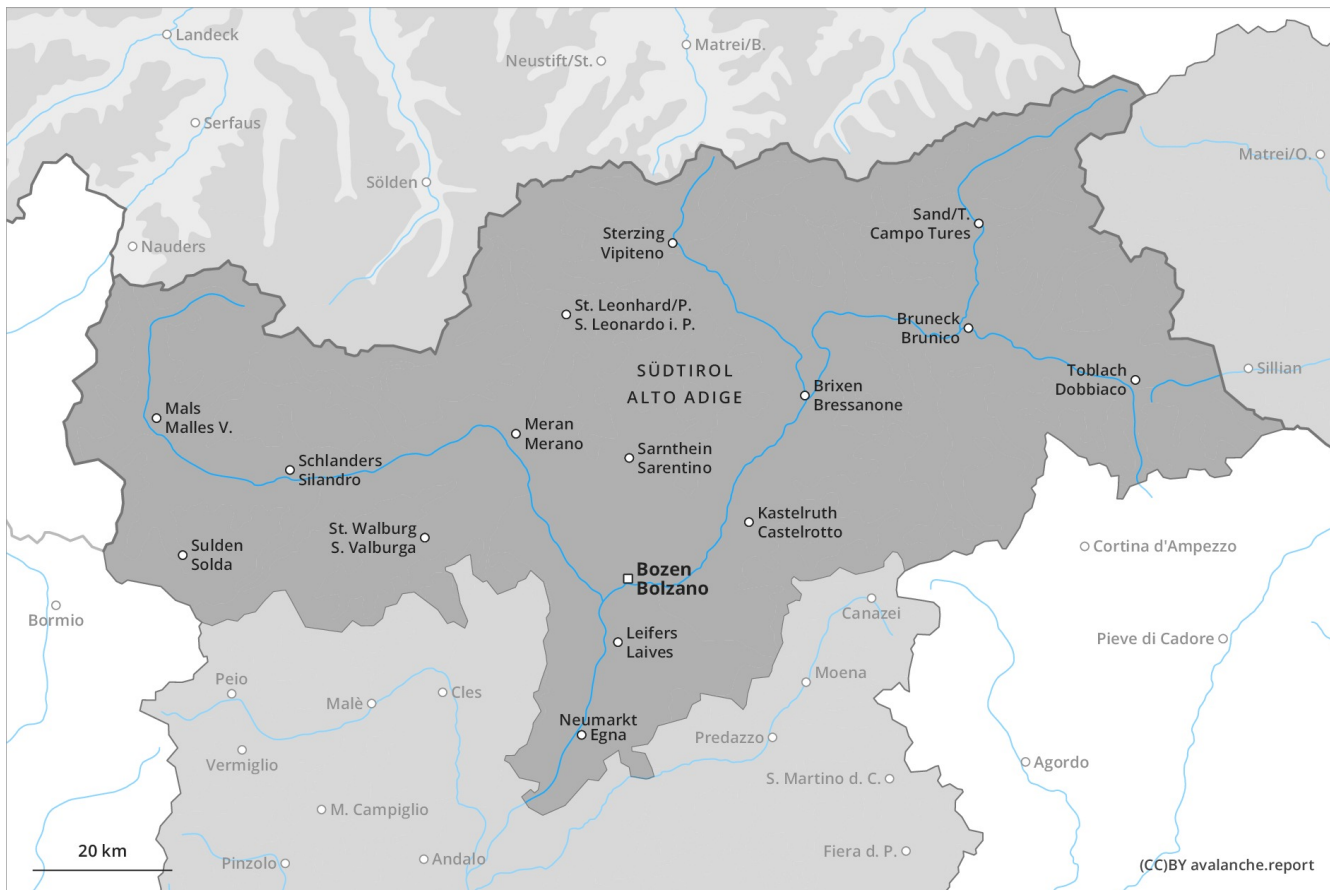 Landeck
Matrei/B.
Neustift/St.
Serfaus
Matrei/O.
Sölden
Sand/T.
Campo Tures
Sterzing
Vipiteno
Nauders
St. Leonhard/P.
S. Leonardo i. P.
Bruneck
Brunico
SÜDTIROL
ALTO ADIGE
Toblach
Dobbiaco
Sillian
Brixen
Bressanone
Mals
Malles V.
Meran
Merano
Sarnthein
Sarentino
Schlanders
Silandro
Kastelruth
Castelrotto
St. Walburg
S. Valburga
Sulden
Solda
Cortina d'Ampezzo
Bozen
Bolzano
Bormio
Canazei
Leifers
Laives
Pieve di Cadore
Peio
Moena
Malè
Cles
Neumarkt
Egna
Predazzo
Vermiglio
Agordo
S. Martino d. C.
M. Campiglio
20 km
Pinzolo
Andalo
Fiera d. P.
(CC)BY avalanche.report